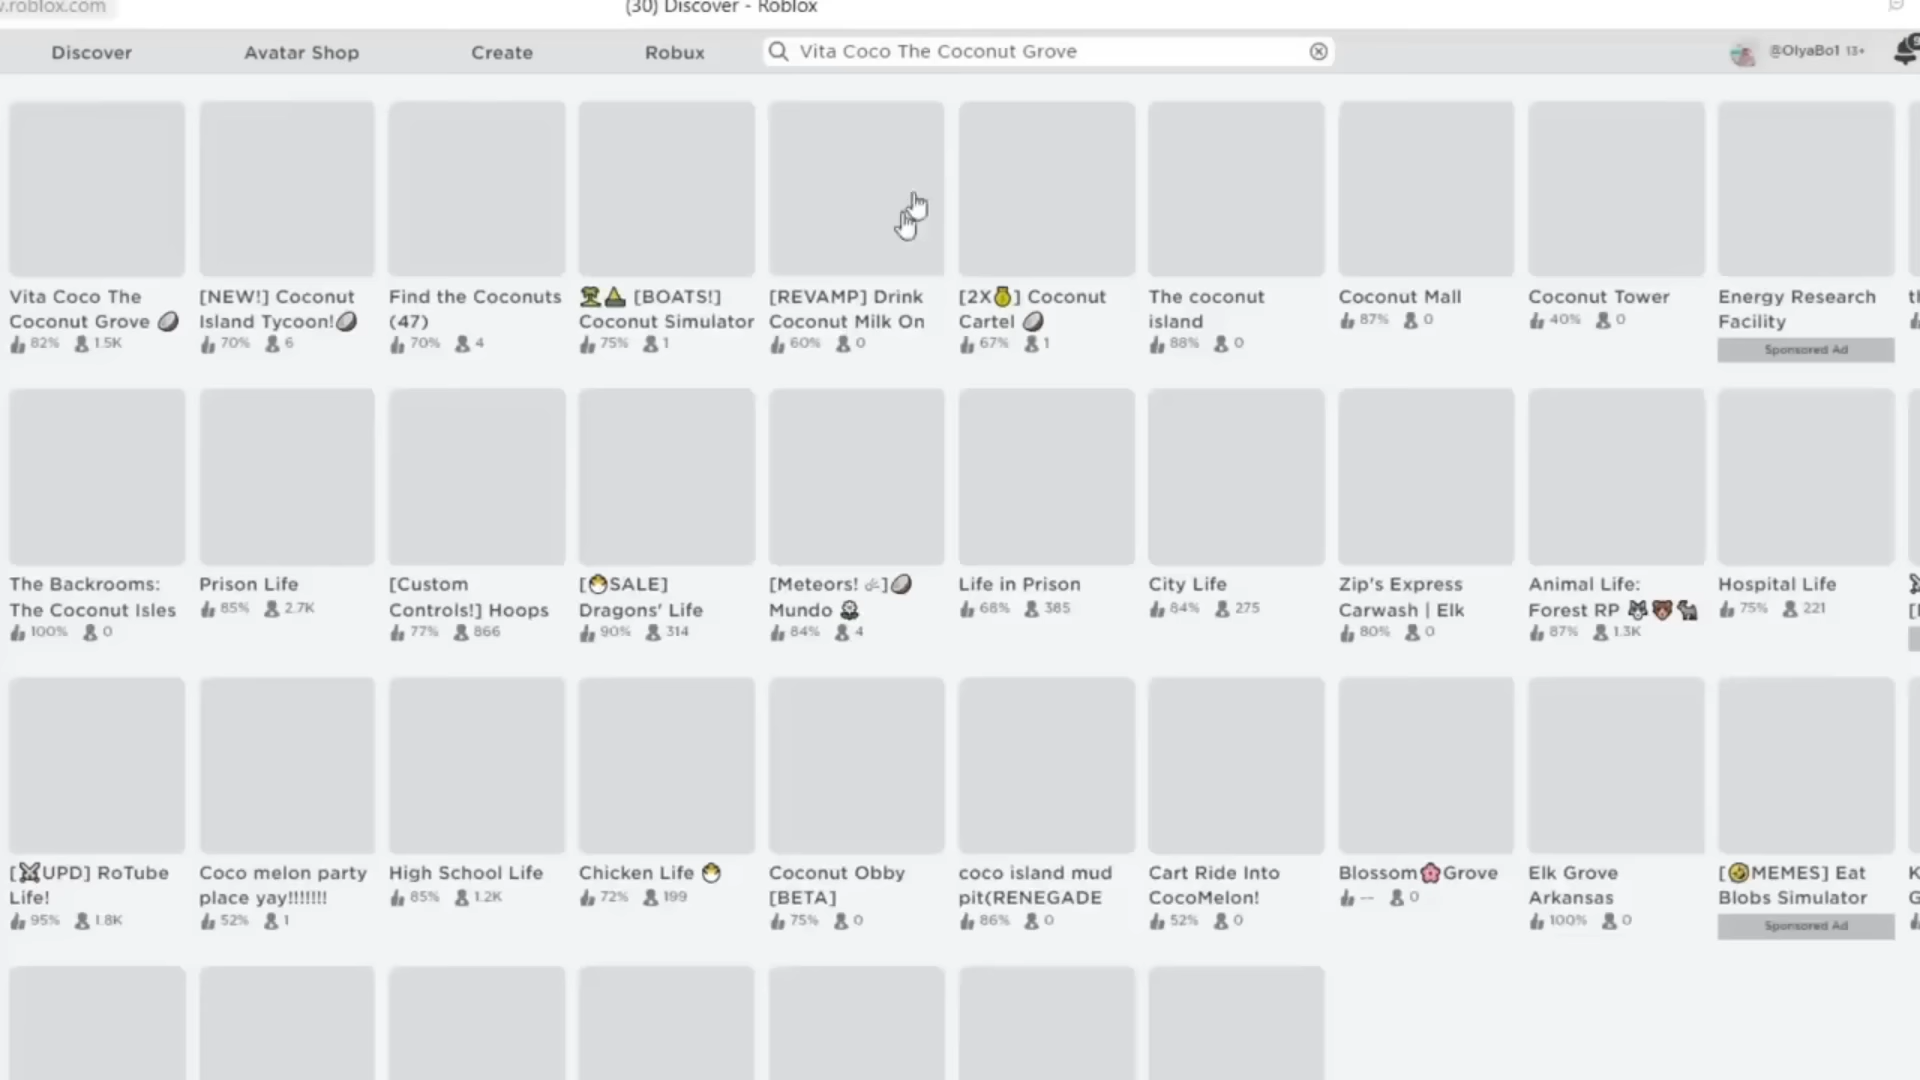 .roblox.com
(30) Discover - Roblox
Discover
Avatar Shop
Create
Robux
Vita Coco The Coconut Grove
@OlyaBo1 13+
Vita Coco The
Coconut Grove 🥥
82% 1.5K
[NEW!] Coconut
Island Tycoon!🥥
70% 6
Find the Coconuts
(47)
70% 4
[BOATS!]
Coconut Simulator
75% 1
[REVAMP] Drink
Coconut Milk On
60% 0
[2X💰] Coconut
Cartel 🥥
67% 1
The coconut
island
88% 0
Coconut Mall
87% 0
Coconut Tower
40% 0
Energy Research
Facility
Sponsored Ad
The Backrooms:
The Coconut Isles
100% 0
Prison Life
85% 2.7K
[Custom
Controls!] Hoops
77% 866
[🐣SALE]
Dragons' Life
90% 314
[Meteors! ☄]🥥
Mundo
84% 4
Life in Prison
68% 385
City Life
84% 275
Zip's Express
Carwash | Elk
80% 0
Animal Life:
Forest RP 🐺🐻🐪
87% 1.3K
Hospital Life
75% 221
[⚔UPD] RoTube
Life!
95% 1.8K
Coco melon party
place yay!!!!!!!
52% 1
High School Life
85% 1.2K
Chicken Life 🐣
72% 199
Coconut Obby
[BETA]
75% 0
coco island mud
pit(RENEGADE
86% 0
Cart Ride Into
CocoMelon!
52% 0
Blossom🌸Grove
-- 0
Elk Grove
Arkansas
100% 0
[🤣MEMES] Eat
Blobs Simulator
Sponsored Ad